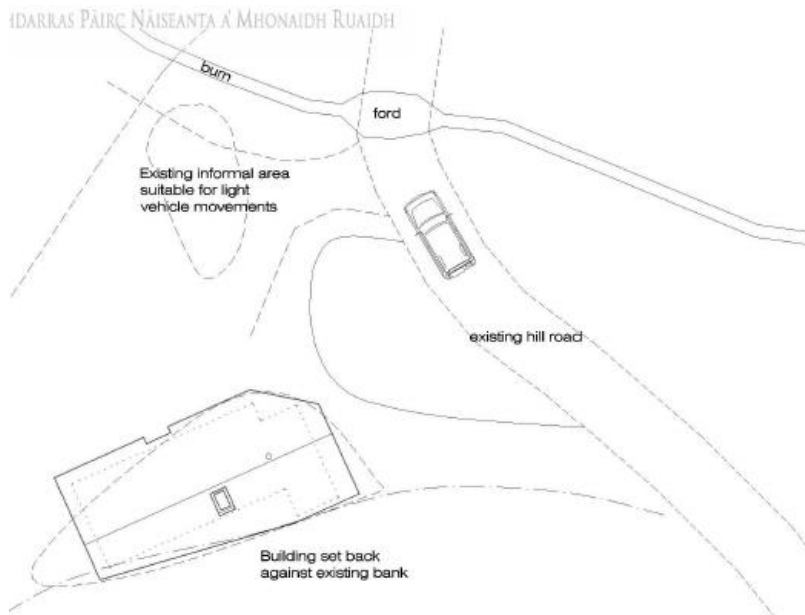 PÀIRC NÀISEANTA A' MHONAIDH RUAIDH
burn
ford
Existing informal area
suitable for light
vehicle movements
existing hill road
Building set back
against existing bank